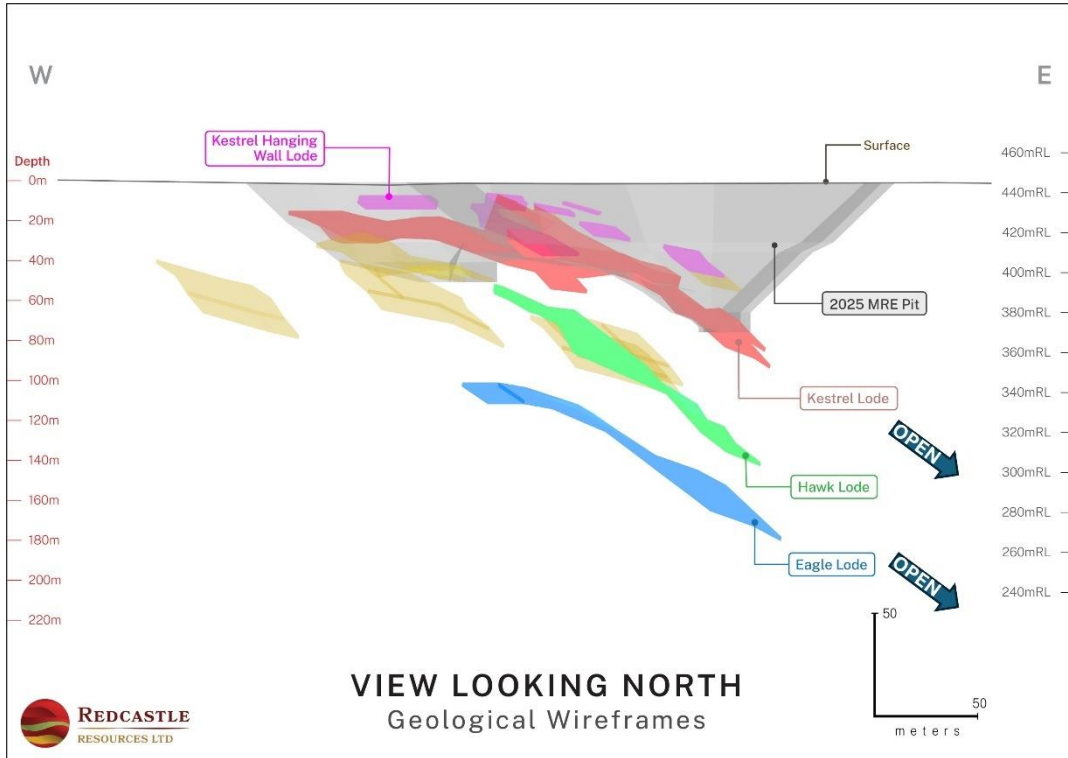 W
E
Kestrel Hanging
Wall Lode
Surface
Depth
0m
20m
40m
60m
80m
100m
120m
140m
160m
180m
200m
220m
460mRL
440mRL
420mRL
400mRL
380mRL
360mRL
340mRL
320mRL
300mRL
280mRL
260mRL
240mRL
2025 MRE Pit
Kestrel Lode
OPEN
Hawk Lode
Eagle Lode
OPEN
50
50
meters
VIEW LOOKING NORTH
Geological Wireframes
REDCASTLE
RESOURCES LTD